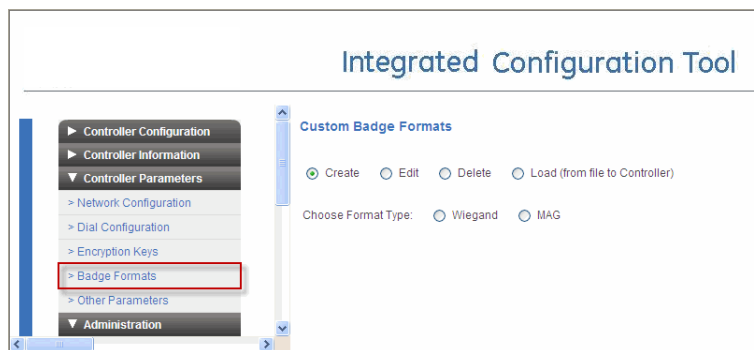 Integrated Configuration Tool
Controller Configuration
Controller Information
Controller Parameters
> Network Configuration
> Dial Configuration
> Encryption Keys
> Badge Formats
> Other Parameters
Administration
Custom Badge Formats
Create Edit Delete Load (from file to Controller)
Choose Format Type: Wiegand MAG